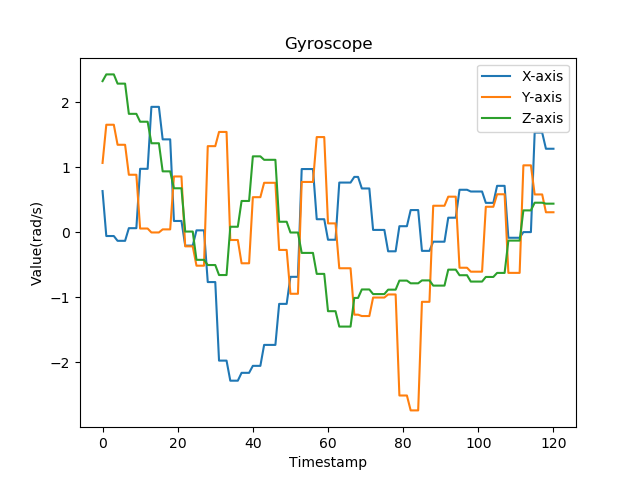 Gyroscope
X-axis
Y-axis
Z-axis
Value(rad/s)
2
1
0
−1
−2
0 20 40 60 80 100 120
Timestamp